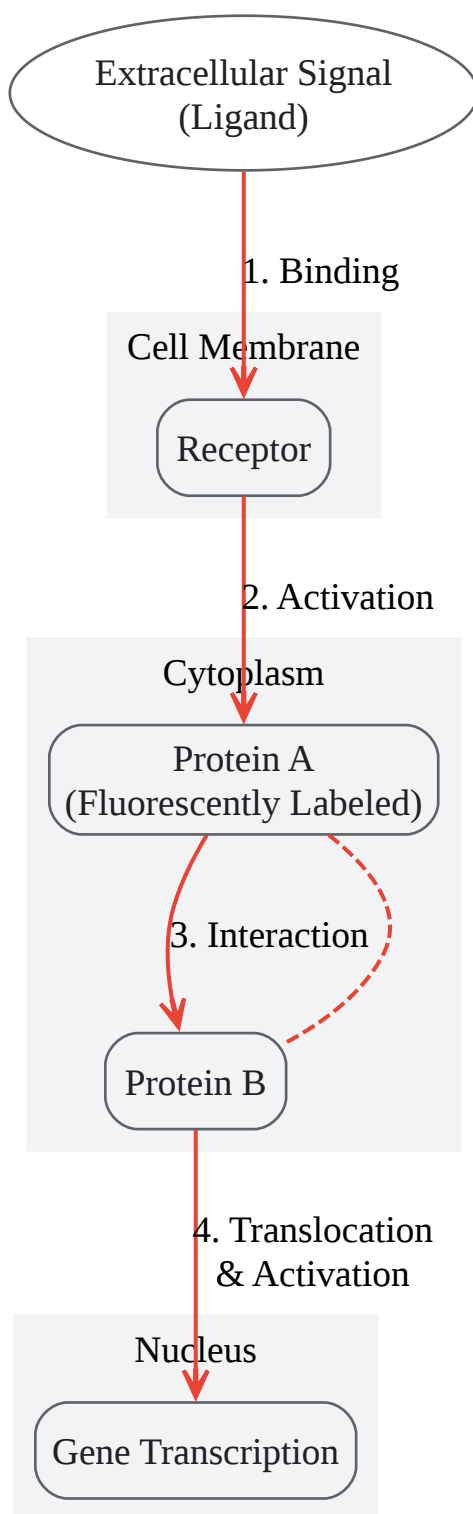 Extracellular Signal
(Ligand)
1. Binding
Cell Membrane
Receptor
2. Activation
Cytoplasm
Protein A
(Fluorescently Labeled)
3. Interaction
Protein B
4. Translocation
& Activation
Nucleus
Gene Transcription